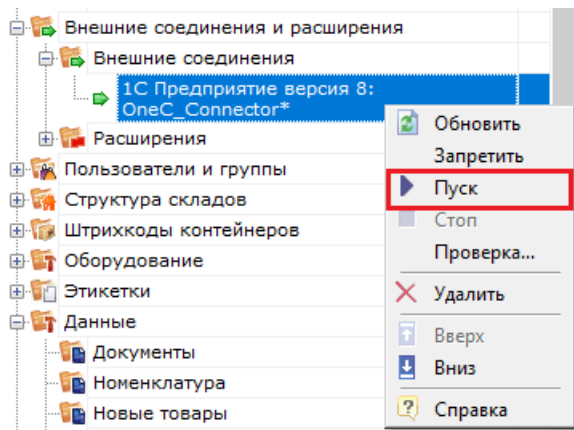 Внешние соединения и расширения
Внешние соединения
1С Предприятие версия 8:
OneC_Connector*
Расширения
Пользователи и группы
Структура складов
Штрихкоды контейнеров
Оборудование
Этикетки
Данные
Документы
Номенклатура
Новые товары
Обновить
Запретить
Пуск
Стоп
Проверка...
Удалить
Вверх
Вниз
Справка